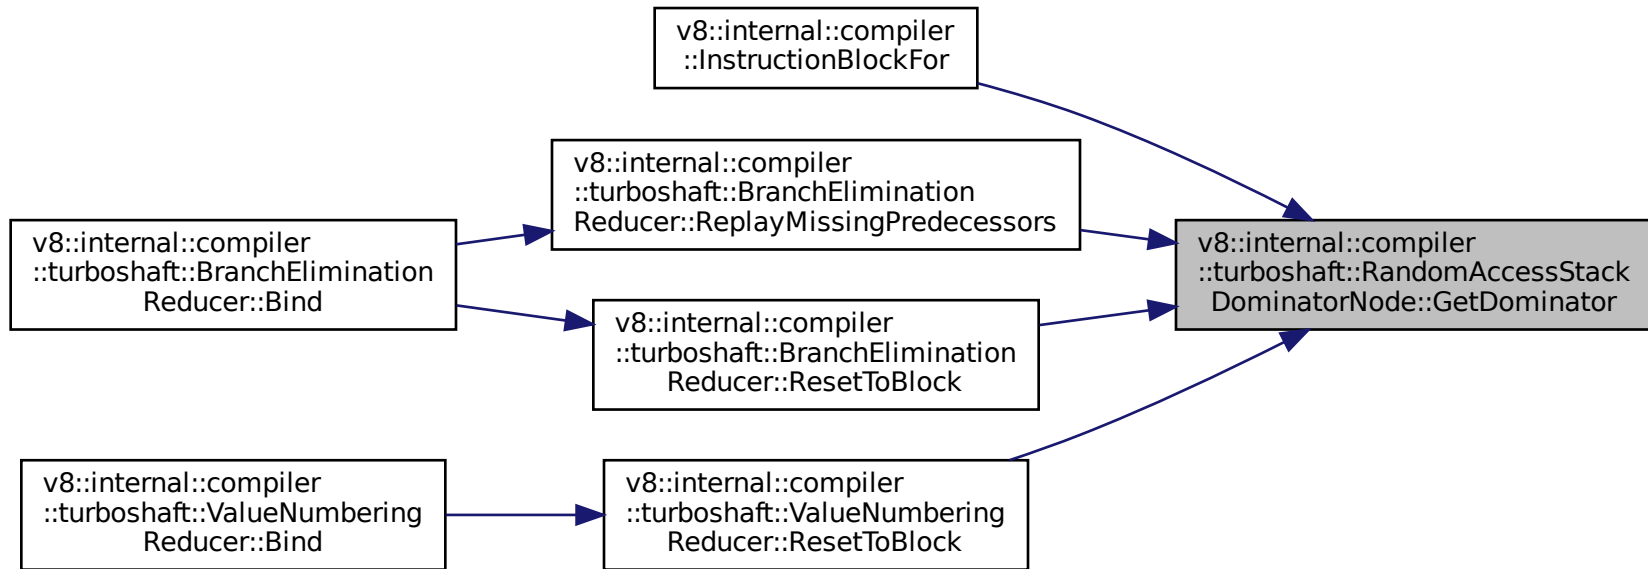 v8::internal::compiler
::InstructionBlockFor
v8::internal::compiler
::turboshaft::BranchElimination
Reducer::ReplayMissingPredecessors
v8::internal::compiler
::turboshaft::BranchElimination
Reducer::Bind
v8::internal::compiler
::turboshaft::RandomAccessStack
DominatorNode::GetDominator
v8::internal::compiler
::turboshaft::BranchElimination
Reducer::ResetToBlock
v8::internal::compiler
::turboshaft::ValueNumbering
Reducer::Bind
v8::internal::compiler
::turboshaft::ValueNumbering
Reducer::ResetToBlock